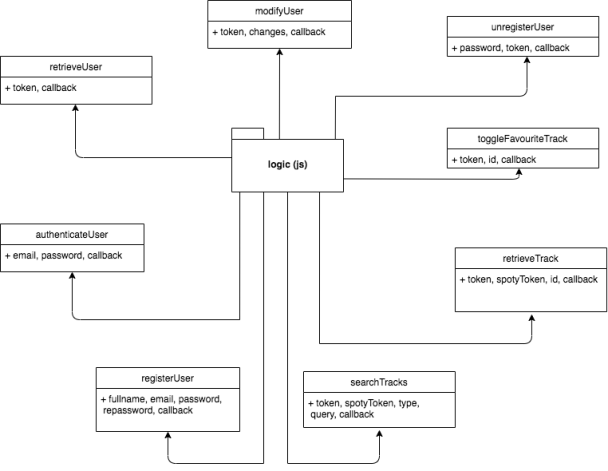 modifyUser
+ token, changes, callback
unregisterUser
+ password, token, callback
retrieveUser
+ token, callback
toggleFavouriteTrack
+ token, id, callback
logic (js)
authenticateUser
+ email, password, callback
retrieveTrack
+ token, spotyToken, id, callback
registerUser
+ fullname, email, password,
repassword, callback
searchTracks
+ token, spotyToken, type,
query, callback